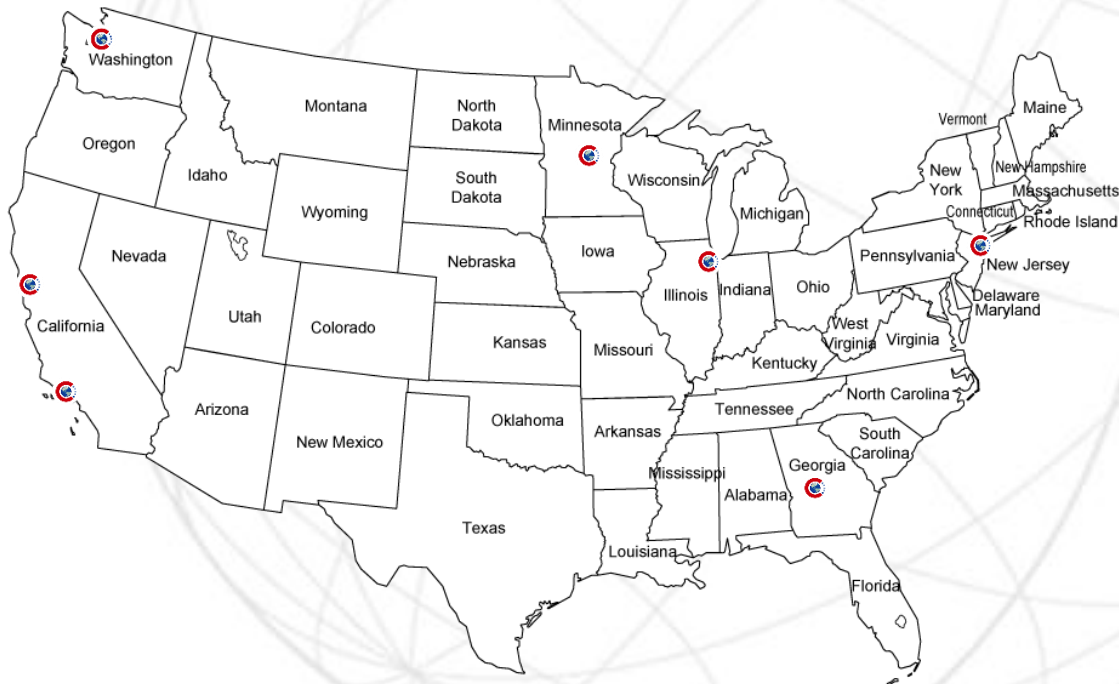 Washington
Montana
North
Dakota
Minnesota
Maine
Vermont
Oregon
Idaho
South
Dakota
Wisconsin
Michigan
New
York
New Hampshire
Massachusetts
Wyoming
Connecticut
Rhode Island
Nevada
Nebraska
Iowa
Pennsylvania
New Jersey
Utah
Colorado
Illinois
Indiana
Ohio
Delaware
Maryland
California
Kansas
Missouri
West
Virginia
Virginia
Kentucky
Arizona
New Mexico
Oklahoma
Arkansas
Tennessee
North Carolina
South
Carolina
Mississippi
Alabama
Georgia
Texas
Louisiana
Florida